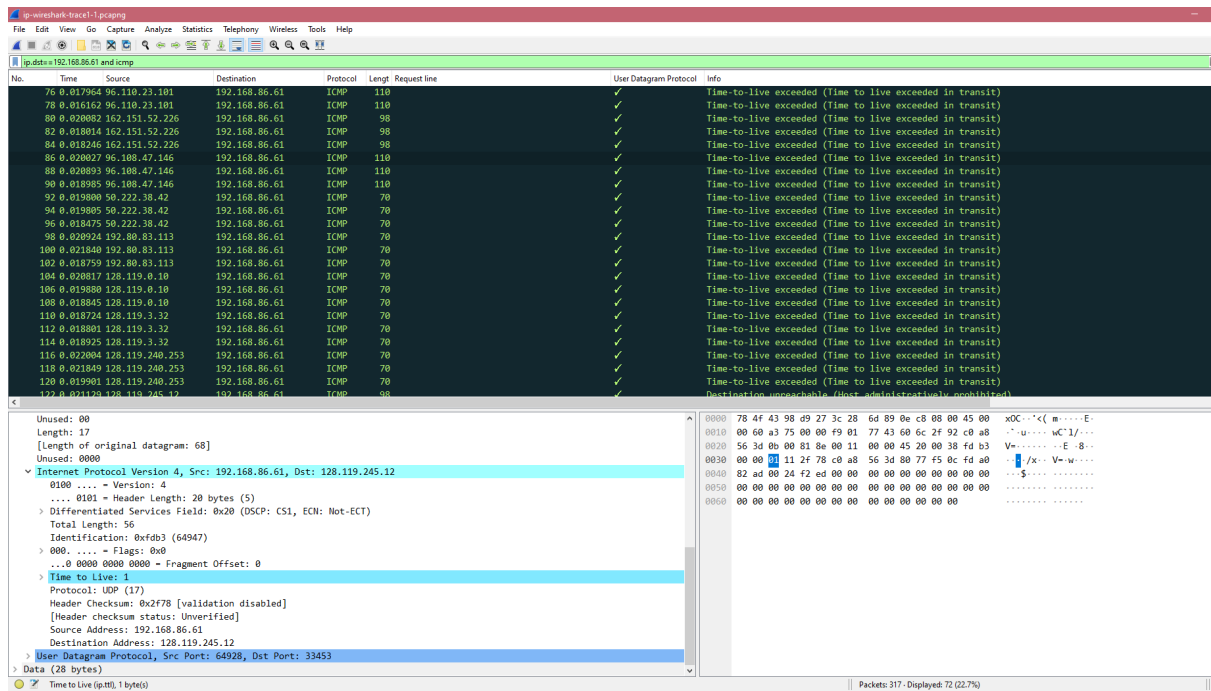 ip-wireshark-trace1-1.pcapng
File Edit View Go Capture Analyze Statistics Telephony Wireless Tools Help
ip.dst==192.168.86.61 and icmp
No. Time Source Destination Protocol Lengt Request line User Datagram Protocol Info
76 0.017964 96.110.23.101 192.168.86.61 ICMP 110 ✓ Time-to-live exceeded (Time to live exceeded in transit)
78 0.016162 96.110.23.101 192.168.86.61 ICMP 110 ✓ Time-to-live exceeded (Time to live exceeded in transit)
80 0.020082 162.151.52.226 192.168.86.61 ICMP 98 ✓ Time-to-live exceeded (Time to live exceeded in transit)
82 0.018014 162.151.52.226 192.168.86.61 ICMP 98 ✓ Time-to-live exceeded (Time to live exceeded in transit)
84 0.018246 162.151.52.226 192.168.86.61 ICMP 98 ✓ Time-to-live exceeded (Time to live exceeded in transit)
86 0.020027 96.108.47.146 192.168.86.61 ICMP 110 ✓ Time-to-live exceeded (Time to live exceeded in transit)
88 0.020893 96.108.47.146 192.168.86.61 ICMP 110 ✓ Time-to-live exceeded (Time to live exceeded in transit)
90 0.018985 96.108.47.146 192.168.86.61 ICMP 110 ✓ Time-to-live exceeded (Time to live exceeded in transit)
92 0.019800 50.222.38.42 192.168.86.61 ICMP 70 ✓ Time-to-live exceeded (Time to live exceeded in transit)
94 0.019805 50.222.38.42 192.168.86.61 ICMP 70 ✓ Time-to-live exceeded (Time to live exceeded in transit)
96 0.018475 50.222.38.42 192.168.86.61 ICMP 70 ✓ Time-to-live exceeded (Time to live exceeded in transit)
98 0.020924 192.80.83.113 192.168.86.61 ICMP 70 ✓ Time-to-live exceeded (Time to live exceeded in transit)
100 0.021840 192.80.83.113 192.168.86.61 ICMP 70 ✓ Time-to-live exceeded (Time to live exceeded in transit)
102 0.018759 192.80.83.113 192.168.86.61 ICMP 70 ✓ Time-to-live exceeded (Time to live exceeded in transit)
104 0.020817 128.119.0.10 192.168.86.61 ICMP 70 ✓ Time-to-live exceeded (Time to live exceeded in transit)
106 0.019880 128.119.0.10 192.168.86.61 ICMP 70 ✓ Time-to-live exceeded (Time to live exceeded in transit)
108 0.018845 128.119.0.10 192.168.86.61 ICMP 70 ✓ Time-to-live exceeded (Time to live exceeded in transit)
110 0.018724 128.119.3.32 192.168.86.61 ICMP 70 ✓ Time-to-live exceeded (Time to live exceeded in transit)
112 0.018801 128.119.3.32 192.168.86.61 ICMP 70 ✓ Time-to-live exceeded (Time to live exceeded in transit)
114 0.018925 128.119.3.32 192.168.86.61 ICMP 70 ✓ Time-to-live exceeded (Time to live exceeded in transit)
116 0.022004 128.119.240.253 192.168.86.61 ICMP 70 ✓ Time-to-live exceeded (Time to live exceeded in transit)
118 0.021849 128.119.240.253 192.168.86.61 ICMP 70 ✓ Time-to-live exceeded (Time to live exceeded in transit)
120 0.019901 128.119.240.253 192.168.86.61 ICMP 70 ✓ Time-to-live exceeded (Time to live exceeded in transit)
122 0.021129 128.119.245.12 192.168.86.61 ICMP 98 ✓ Destination unreachable (Host administratively prohibited)
Unused: 00
Length: 17
[Length of original datagram: 68]
Unused: 0000
Internet Protocol Version 4, Src: 192.168.86.61, Dst: 128.119.245.12
0100 .... = Version: 4
.... 0101 = Header Length: 20 bytes (5)
Differentiated Services Field: 0x20 (DSCP: CS1, ECN: Not-ECT)
Total Length: 56
Identification: 0xfdb3 (64947)
000. .... = Flags: 0x0
...0 0000 0000 0000 = Fragment Offset: 0
Time to Live: 1
Protocol: UDP (17)
Header Checksum: 0x2f78 [validation disabled]
[Header checksum status: Unverified]
Source Address: 192.168.86.61
Destination Address: 128.119.245.12
User Datagram Protocol, Src Port: 64928, Dst Port: 33453
Data (28 bytes)
0000 78 4f 43 98 d9 27 3c 28 6d 89 0e c8 08 00 45 00 xOC··'<( m·····E·
0010 00 60 a3 75 00 00 f9 01 77 43 60 6c 2f 92 c0 a8 ·`·u···· wC`l/···
0020 56 3d 0b 00 81 8e 00 11 00 00 45 20 00 38 fd b3 V=······ ··E ·8··
0030 00 00 01 11 2f 78 c0 a8 56 3d 80 77 f5 0c fd a0 ····/x·· V=·w····
0040 82 ad 00 24 f2 ed 00 00 00 00 00 00 00 00 00 00 ···$···· ········
0050 00 00 00 00 00 00 00 00 00 00 00 00 00 00 00 00 ········ ········
0060 00 00 00 00 00 00 00 00 00 00 00 00 00 00 ········ ······
Time to Live (ip.ttl), 1 byte(s) Packets: 317 · Displayed: 72 (22.7%)